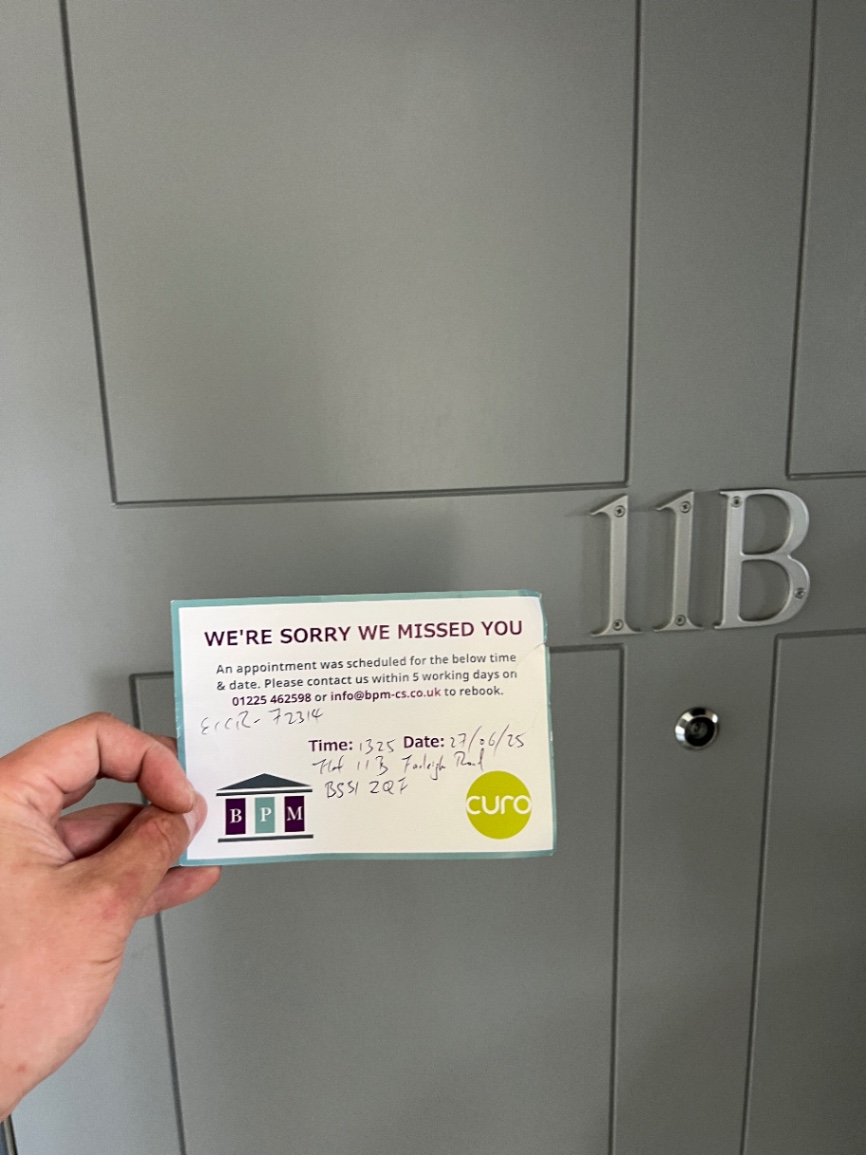 11B
WE'RE SORRY WE MISSED YOU
An appointment was scheduled for the below time
& date. Please contact us within 5 working days on
01225 462598 or info@bpm-cs.co.uk to rebook.
EICR - 72314
Time: 1325 Date: 27/06/25
Flat 11B Farleigh Road
BS31 2QF
B P M
curo